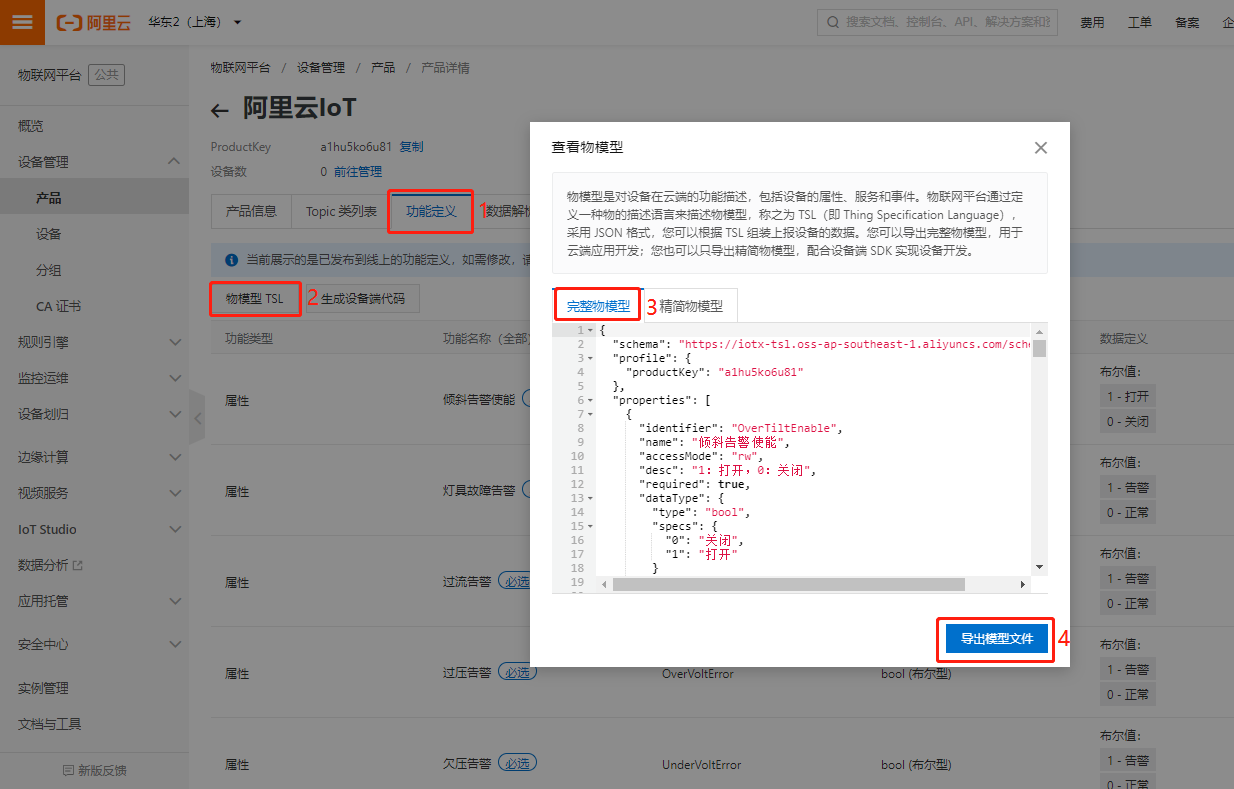 阿里云 华东2（上海） 搜索文档、控制台、API、解决方案和 费用 工单 备案 企
物联网平台 公共
概览
设备管理
产品
设备
分组
CA 证书
规则引擎
监控运维
设备划归
边缘计算
视频服务
IoT Studio
数据分析
应用托管
安全中心
实例管理
文档与工具
新版反馈
物联网平台 / 设备管理 / 产品 / 产品详情
阿里云IoT
ProductKey a1hu5ko6u81 复制
设备数 0 前往管理
产品信息 Topic 类列表 功能定义 1 数据解析
当前展示的是已发布到线上的功能定义，如需修改，请
物模型 TSL 2 生成设备端代码
功能类型 功能名称（全部） 数据定义
属性 倾斜告警使能 布尔值:
1 - 打开
0 - 关闭
属性 灯具故障告警 布尔值:
1 - 告警
0 - 正常
属性 过流告警 必选 布尔值:
1 - 告警
0 - 正常
属性 过压告警 必选 OverVoltError bool (布尔型) 布尔值:
1 - 告警
0 - 正常
属性 欠压告警 必选 UnderVoltError bool (布尔型) 布尔值:
1 - 告警
0 - 正常
查看物模型
物模型是对设备在云端的功能描述，包括设备的属性、服务和事件。物联网平台通过定
义一种物的描述语言来描述物模型，称之为 TSL（即 Thing Specification Language），
采用 JSON 格式，您可以根据 TSL 组装上报设备的数据。您可以导出完整物模型，用于
云端应用开发；您也可以只导出精简物模型，配合设备端 SDK 实现设备开发。
完整物模型 3 精简物模型
1 {
2 "schema": "https://iotx-tsl.oss-ap-southeast-1.aliyuncs.com/sche
3 "profile": {
4 "productKey": "a1hu5ko6u81"
5 },
6 "properties": [
7 {
8 "identifier": "OverTiltEnable",
9 "name": "倾斜告警使能",
10 "accessMode": "rw",
11 "desc": "1: 打开，0: 关闭",
12 "required": true,
13 "dataType": {
14 "type": "bool",
15 "specs": {
16 "0": "关闭",
17 "1": "打开"
18 }
19
导出模型文件 4